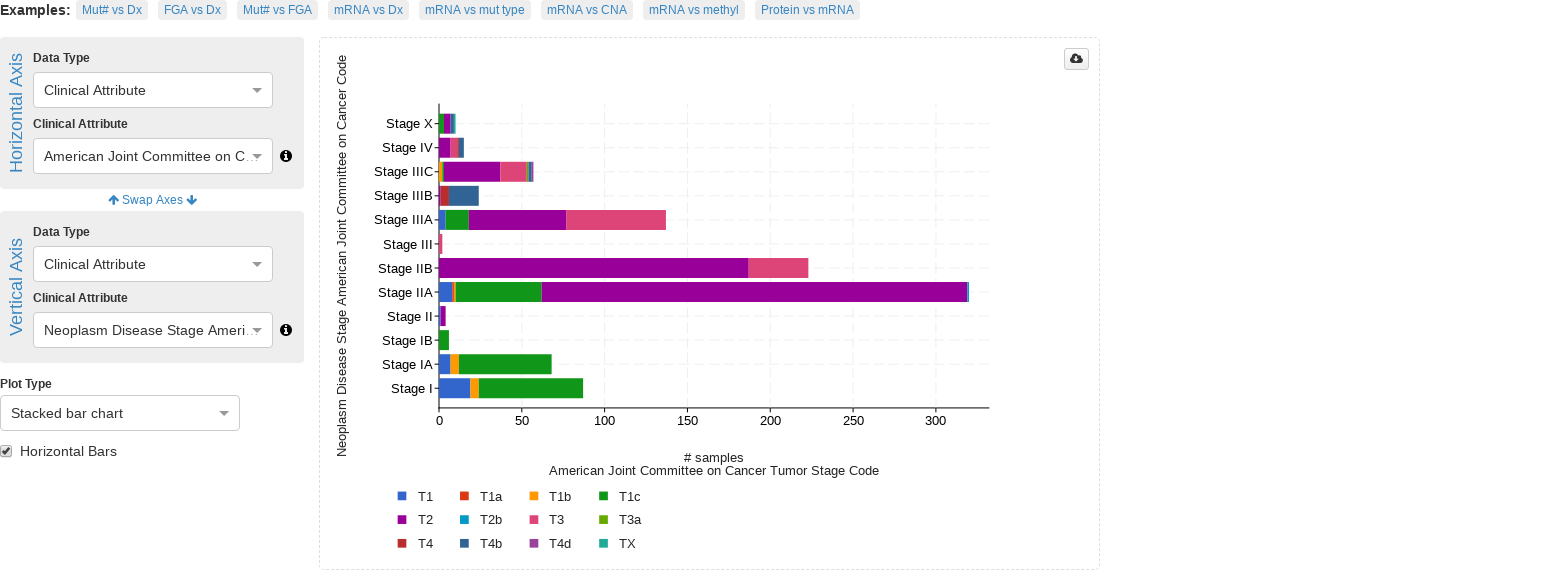 Examples: Mut# vs Dx FGA vs Dx Mut# vs FGA mRNA vs Dx mRNA vs mut type mRNA vs CNA mRNA vs methyl Protein vs mRNA
Horizontal Axis
Data Type
Clinical Attribute
Clinical Attribute
American Joint Committee on C...
Swap Axes
Vertical Axis
Data Type
Clinical Attribute
Clinical Attribute
Neoplasm Disease Stage Ameri...
Plot Type
Stacked bar chart
Horizontal Bars
Neoplasm Disease Stage American Joint Committee on Cancer Code
Stage X
Stage IV
Stage IIIC
Stage IIIB
Stage IIIA
Stage III
Stage IIB
Stage IIA
Stage II
Stage IB
Stage IA
Stage I
0 50 100 150 200 250 300
# samples
American Joint Committee on Cancer Tumor Stage Code
T1 T1a T1b T1c
T2 T2b T3 T3a
T4 T4b T4d TX